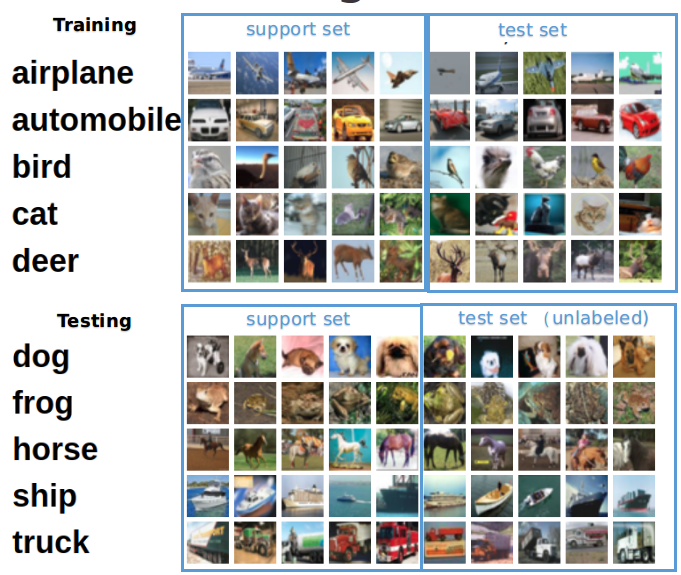 Training
support set
test set
airplane
automobile
bird
cat
deer
Testing
support set
test set （unlabeled)
dog
frog
horse
ship
truck